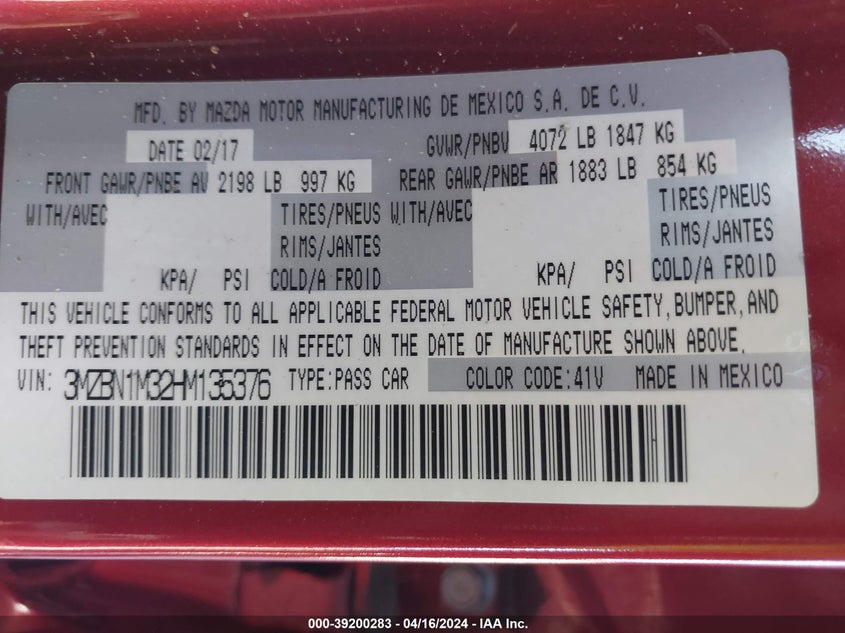 MFD. BY MAZDA MOTOR MANUFACTURING DE MEXICO S.A. DE C.V.
DATE 02/17 GVWR/PNBV 4072 LB 1847 KG
FRONT GAWR/PNBE AV 2198 LB 997 KG REAR GAWR/PNBE AR 1883 LB 854 KG
WITH/AVEC TIRES/PNEUS WITH/AVEC TIRES/PNEUS
RIMS/JANTES RIMS/JANTES
KPA/ PSI COLD/A FROID KPA/ PSI COLD/A FROID
THIS VEHICLE CONFORMS TO ALL APPLICABLE FEDERAL MOTOR VEHICLE SAFETY, BUMPER, AND
THEFT PREVENTION STANDARDS IN EFFECT ON THE DATE OF MANUFACTURE SHOWN ABOVE.
VIN: 3MZBN1M32HM135376 TYPE:PASS CAR COLOR CODE:41V MADE IN MEXICO
000-39200283 - 04/16/2024 - IAA Inc.